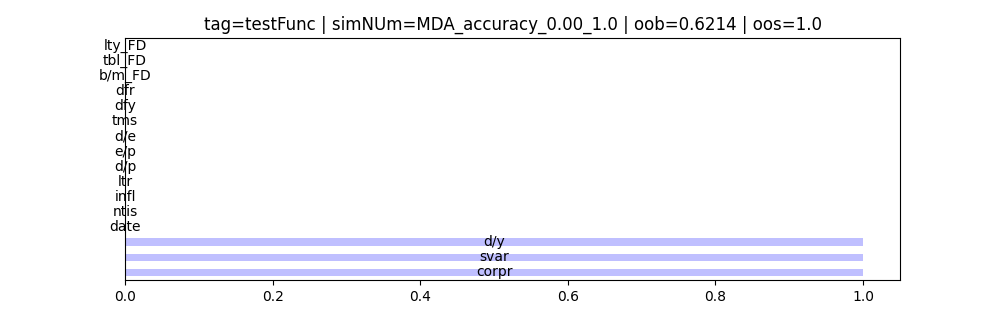 tag=testFunc | simNUm=MDA_accuracy_0.00_1.0 | oob=0.6214 | oos=1.0
lty_FD
tbl_FD
b/m_FD
dfr
dfy
tms
d/e
e/p
d/p
ltr
infl
ntis
date
d/y
svar
corpr
0.0 0.2 0.4 0.6 0.8 1.0